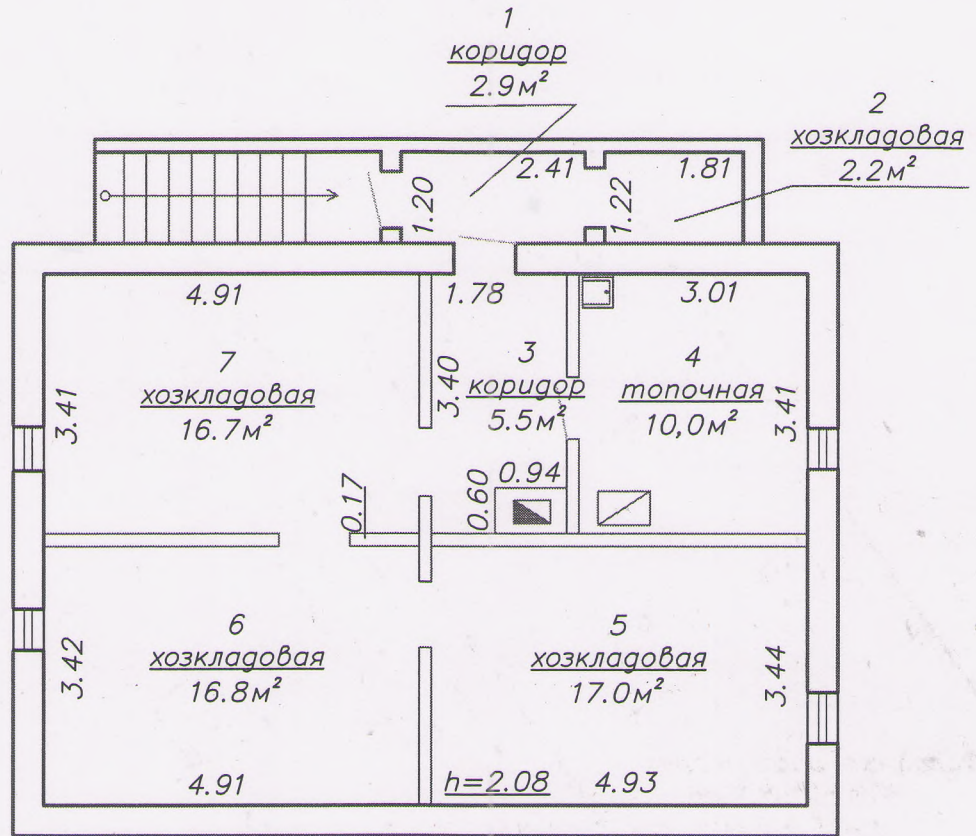 1
коридор
2.9м²
2
хозкладовая
2.2м²
2.41
1.81
1.20
1.22
4.91
1.78
3.01
7
хозкладовая
16.7м²
3
коридор
5.5м²
4
топочная
10,0м²
3.41
3.40
3.41
0.94
0.60
0.17
6
хозкладовая
16.8м²
5
хозкладовая
17.0м²
3.42
3.44
4.91
h=2.08
4.93